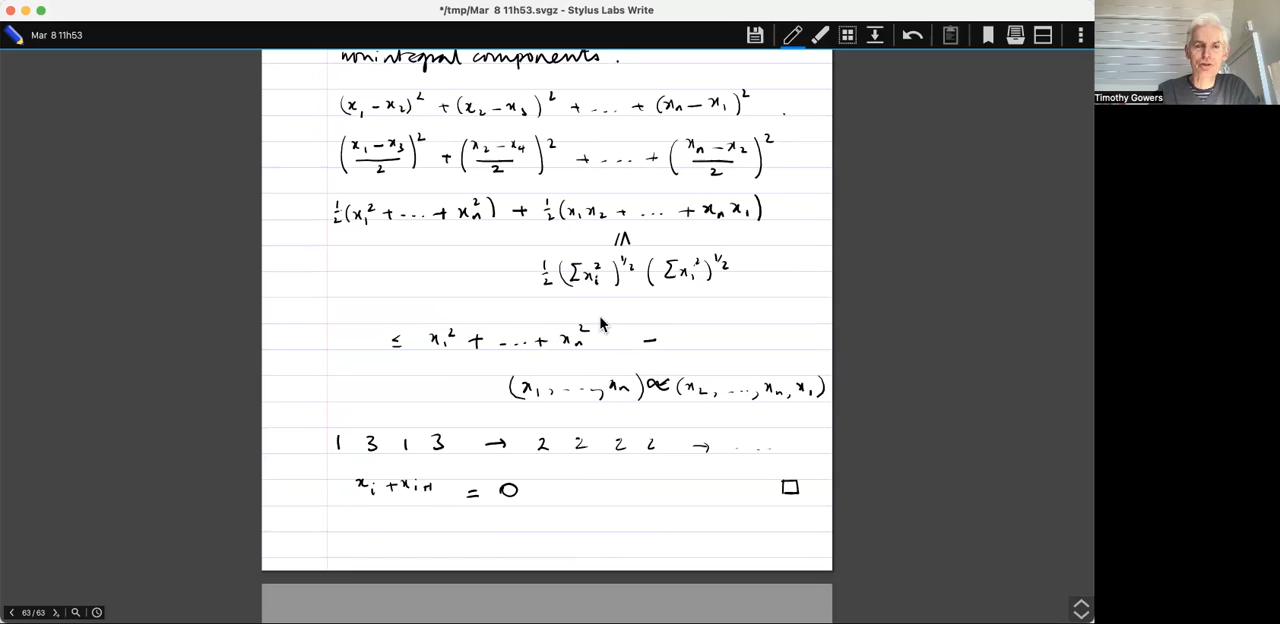 */tmp/Mar 8 11h53.svgz - Stylus Labs Write
Mar 8 11h53
Timothy Gowers
nonintegral components.
(x₁ - x₂)² + (x₂ - x₃)² + .... + (xₙ - x₁)² .
((x₁ - x₃)/2)² + ((x₂ - x₄)/2)² + .... + ((xₙ - x₂)/2)²
½(x₁² + ... + xₙ²) + ½(x₁x₂ + ... + xₙx₁)
/∧
½(Σxᵢ²)^1/2 (Σxᵢ²)^1/2
≤ x₁² + ... + xₙ² -
(x₁, ..., xₙ) ∝ (x₂, ..., xₙ, x₁)
1 3 1 3 → 2 2 2 2 → ...
xᵢ + xᵢ₊₁ = 0 □
63/63